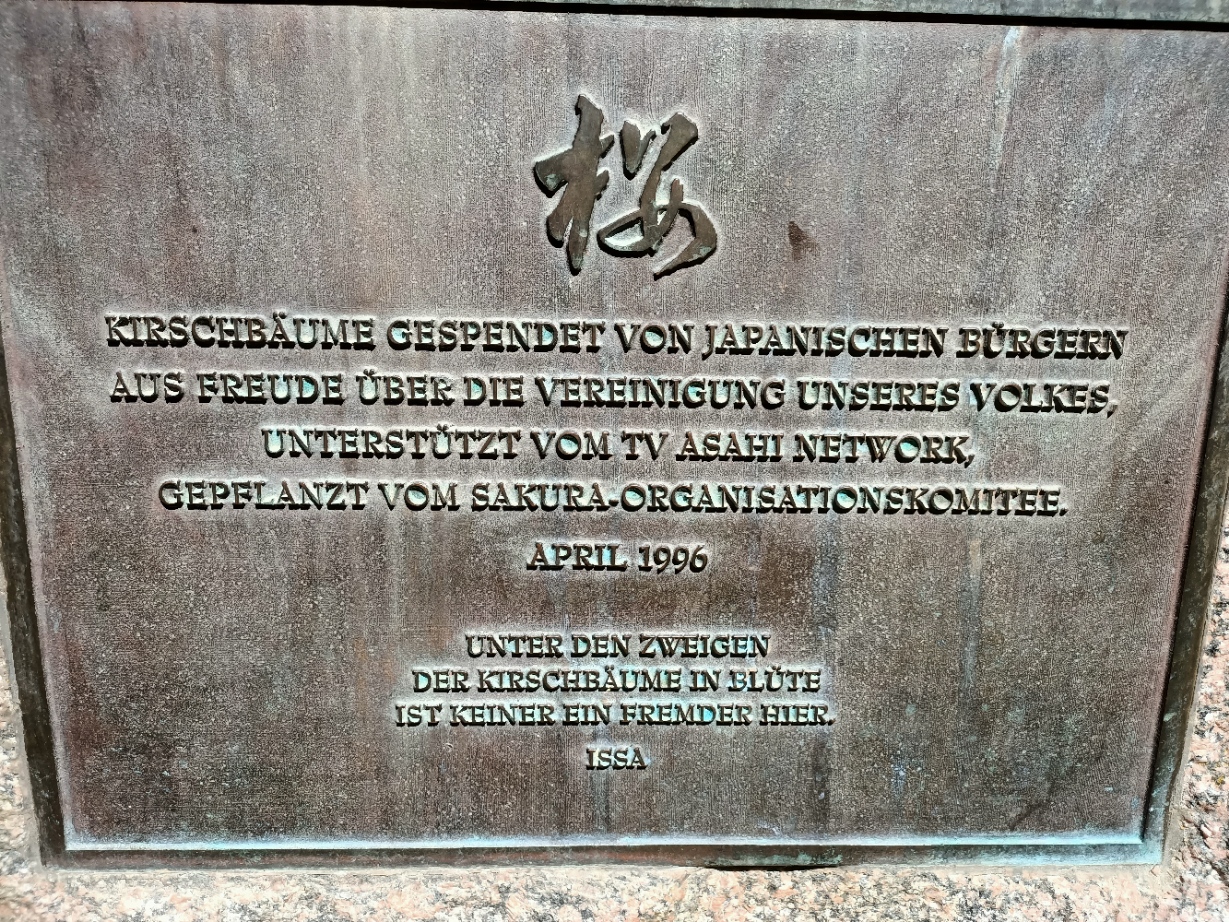 桜
KIRSCHBÄUME GESPENDET VON JAPANISCHEN BÜRGERN
AUS FREUDE ÜBER DIE VEREINIGUNG UNSERES VOLKES,
UNTERSTÜTZT VOM TV ASAHI NETWORK,
GEPFLANZT VOM SAKURA-ORGANISATIONSKOMITEE.
APRIL 1996
UNTER DEN ZWEIGEN
DER KIRSCHBÄUME IN BLÜTE
IST KEINER EIN FREMDER HIER.
ISSA